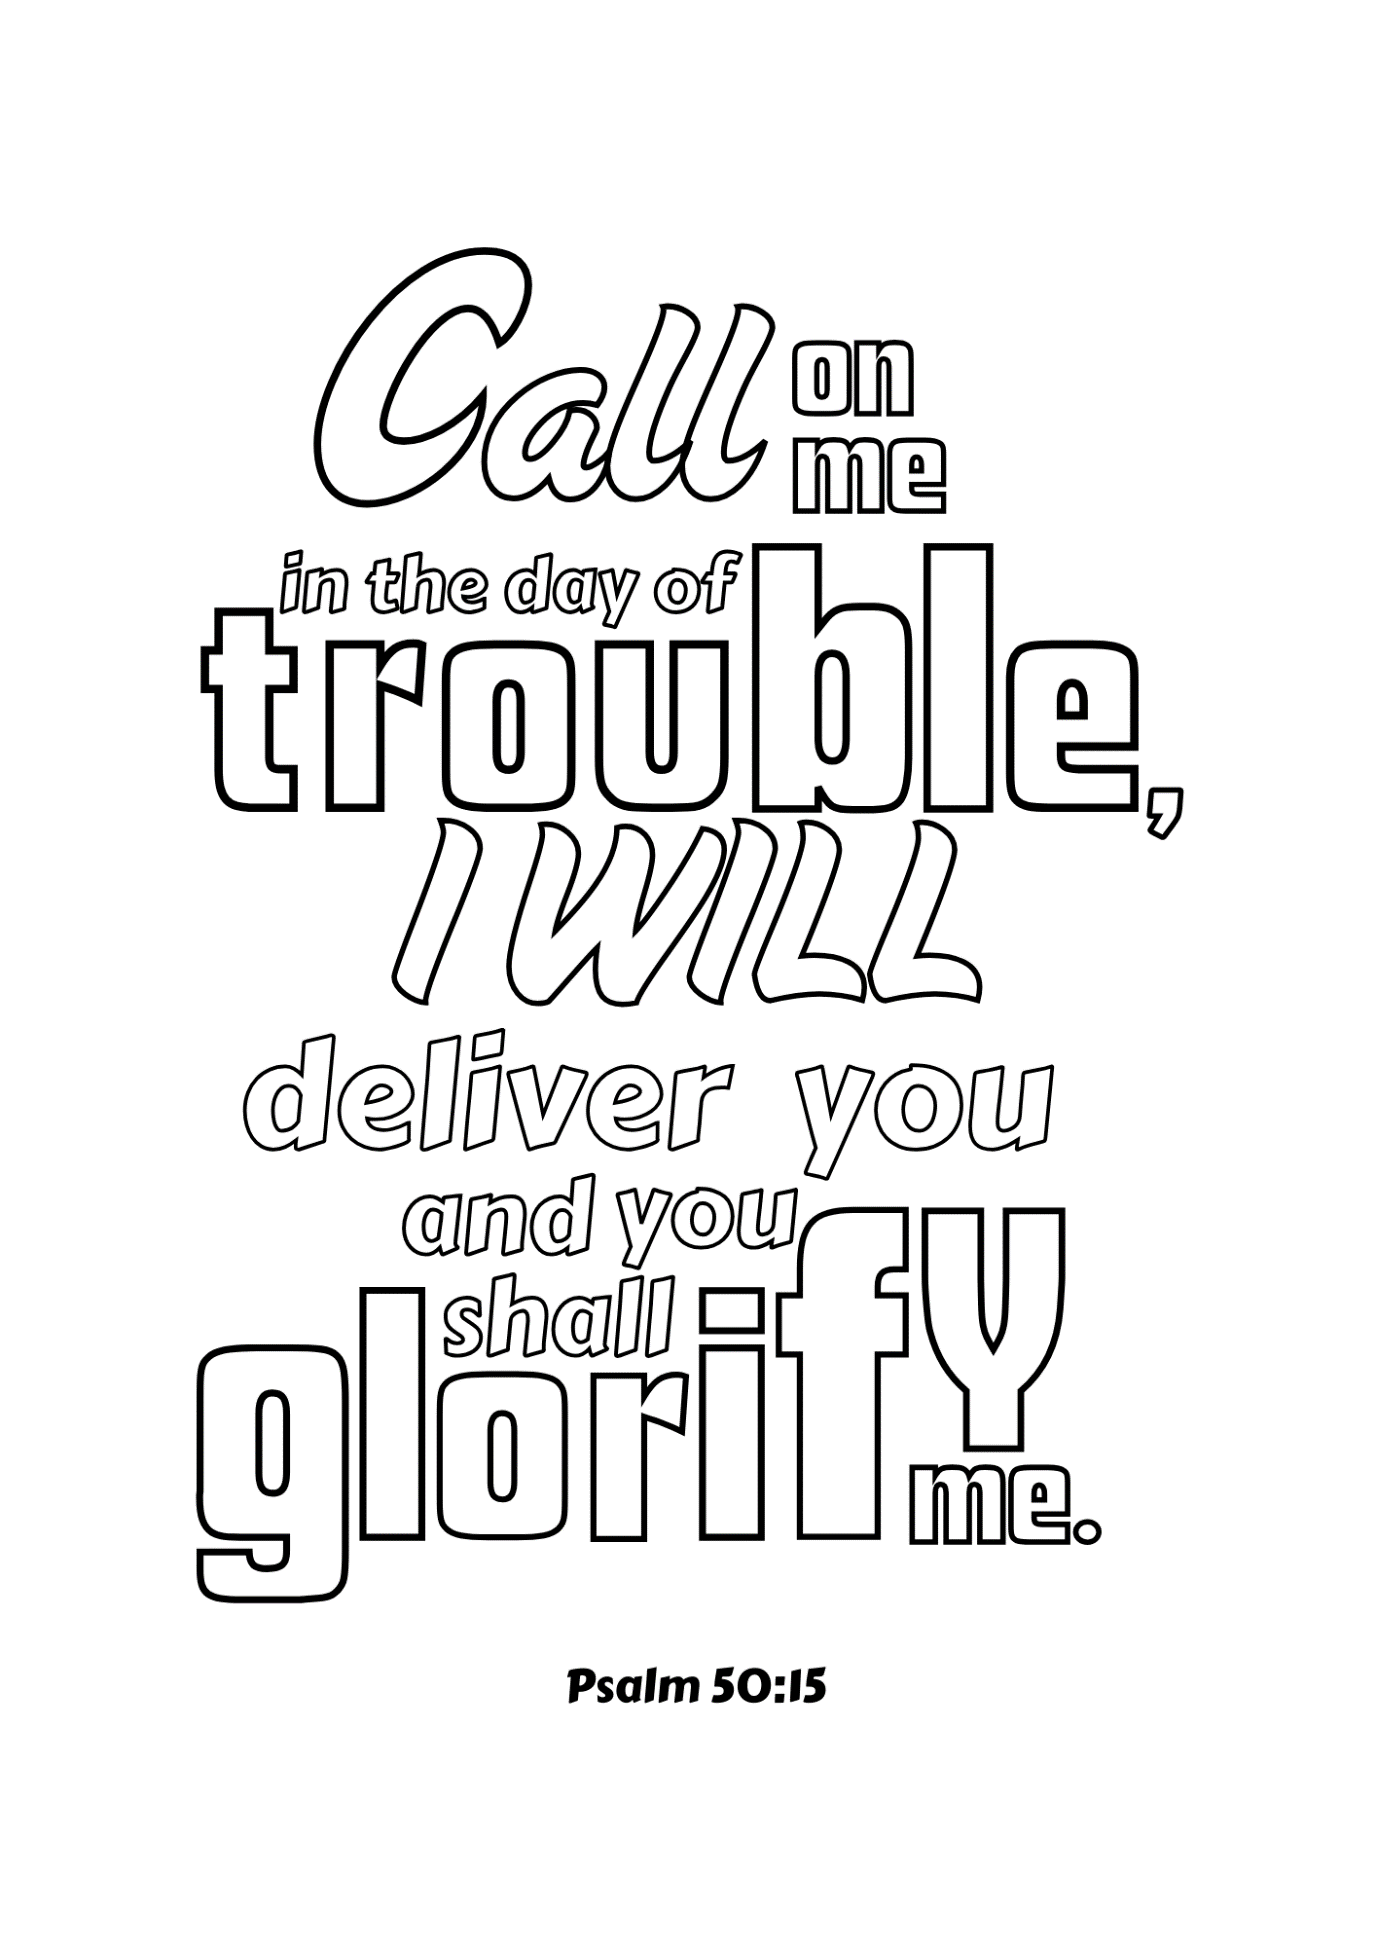 Call on
me
in the day of
trouble,
I WILL
deliver you
and you
shall
glorify
me.
Psalm 50:15